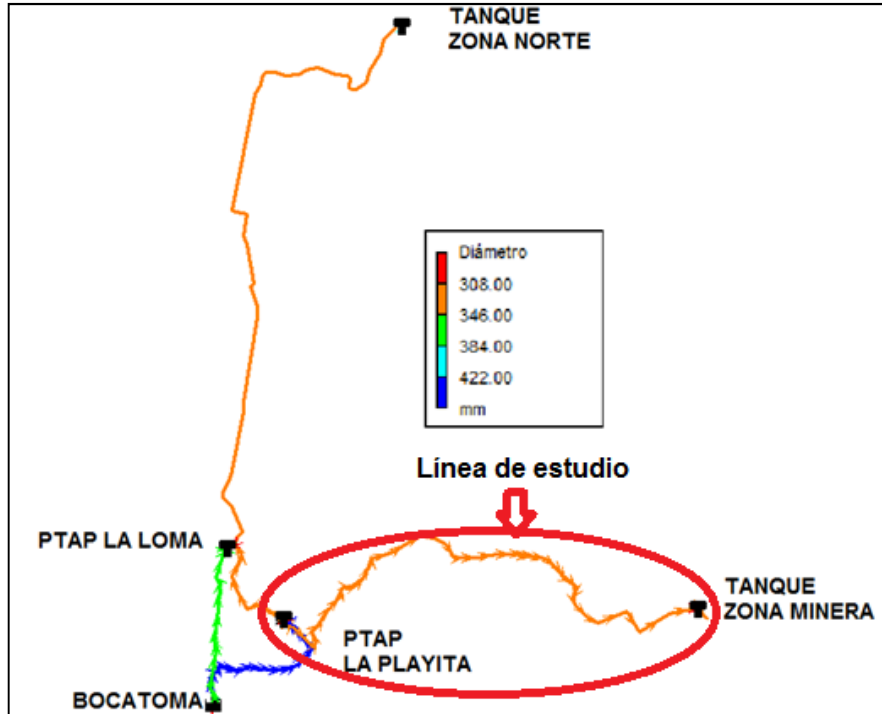 TANQUE
ZONA NORTE
Diámetro
308.00
346.00
384.00
422.00
mm
Línea de estudio
PTAP LA LOMA
TANQUE
ZONA MINERA
PTAP
LA PLAYITA
BOCATOMA